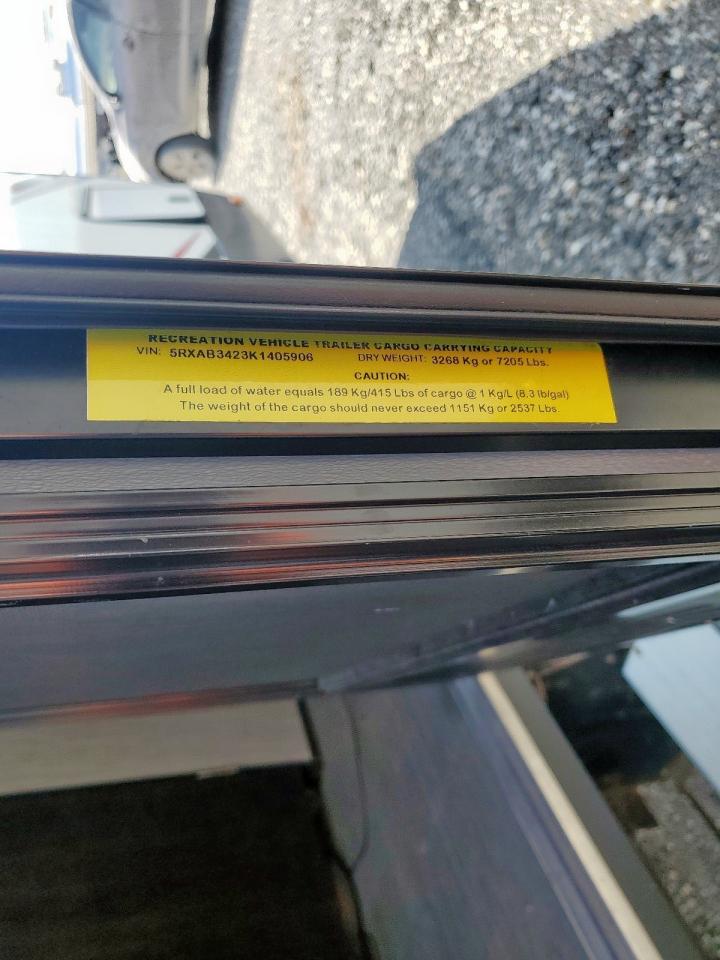 RECREATION VEHICLE TRAILER CARGO CARRYING CAPACITY
VIN: 5RXAB3423K1405906 DRY WEIGHT: 3268 Kg or 7205 Lbs.
CAUTION:
A full load of water equals 189 Kg/415 Lbs of cargo @ 1 Kg/L (8.3 lb/gal)
The weight of the cargo should never exceed 1151 Kg or 2537 Lbs.